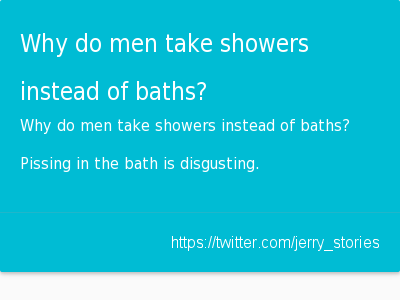 Why do men take showers
instead of baths?
Why do men take showers instead of baths?
Pissing in the bath is disgusting.
https://twitter.com/jerry_stories